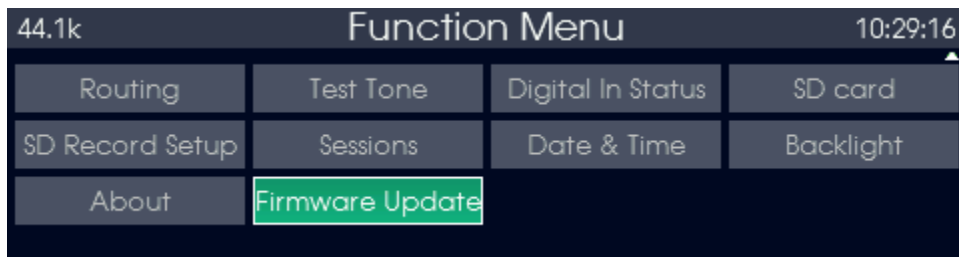 44.1k Function Menu 10:29:16
Routing Test Tone Digital In Status SD card
SD Record Setup Sessions Date & Time Backlight
About Firmware Update